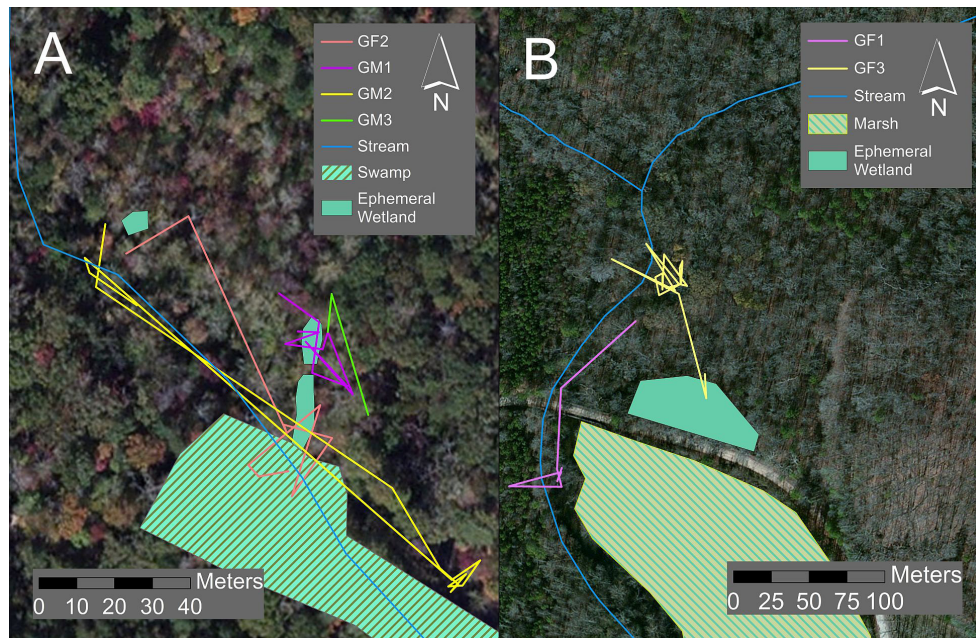 A
GF2
GM1
GM2
GM3
Stream
Swamp
Ephemeral
Wetland
N
Meters
0 10 20 30 40
B
GF1
GF3
Stream
Marsh
Ephemeral
Wetland
N
Meters
0 25 50 75 100